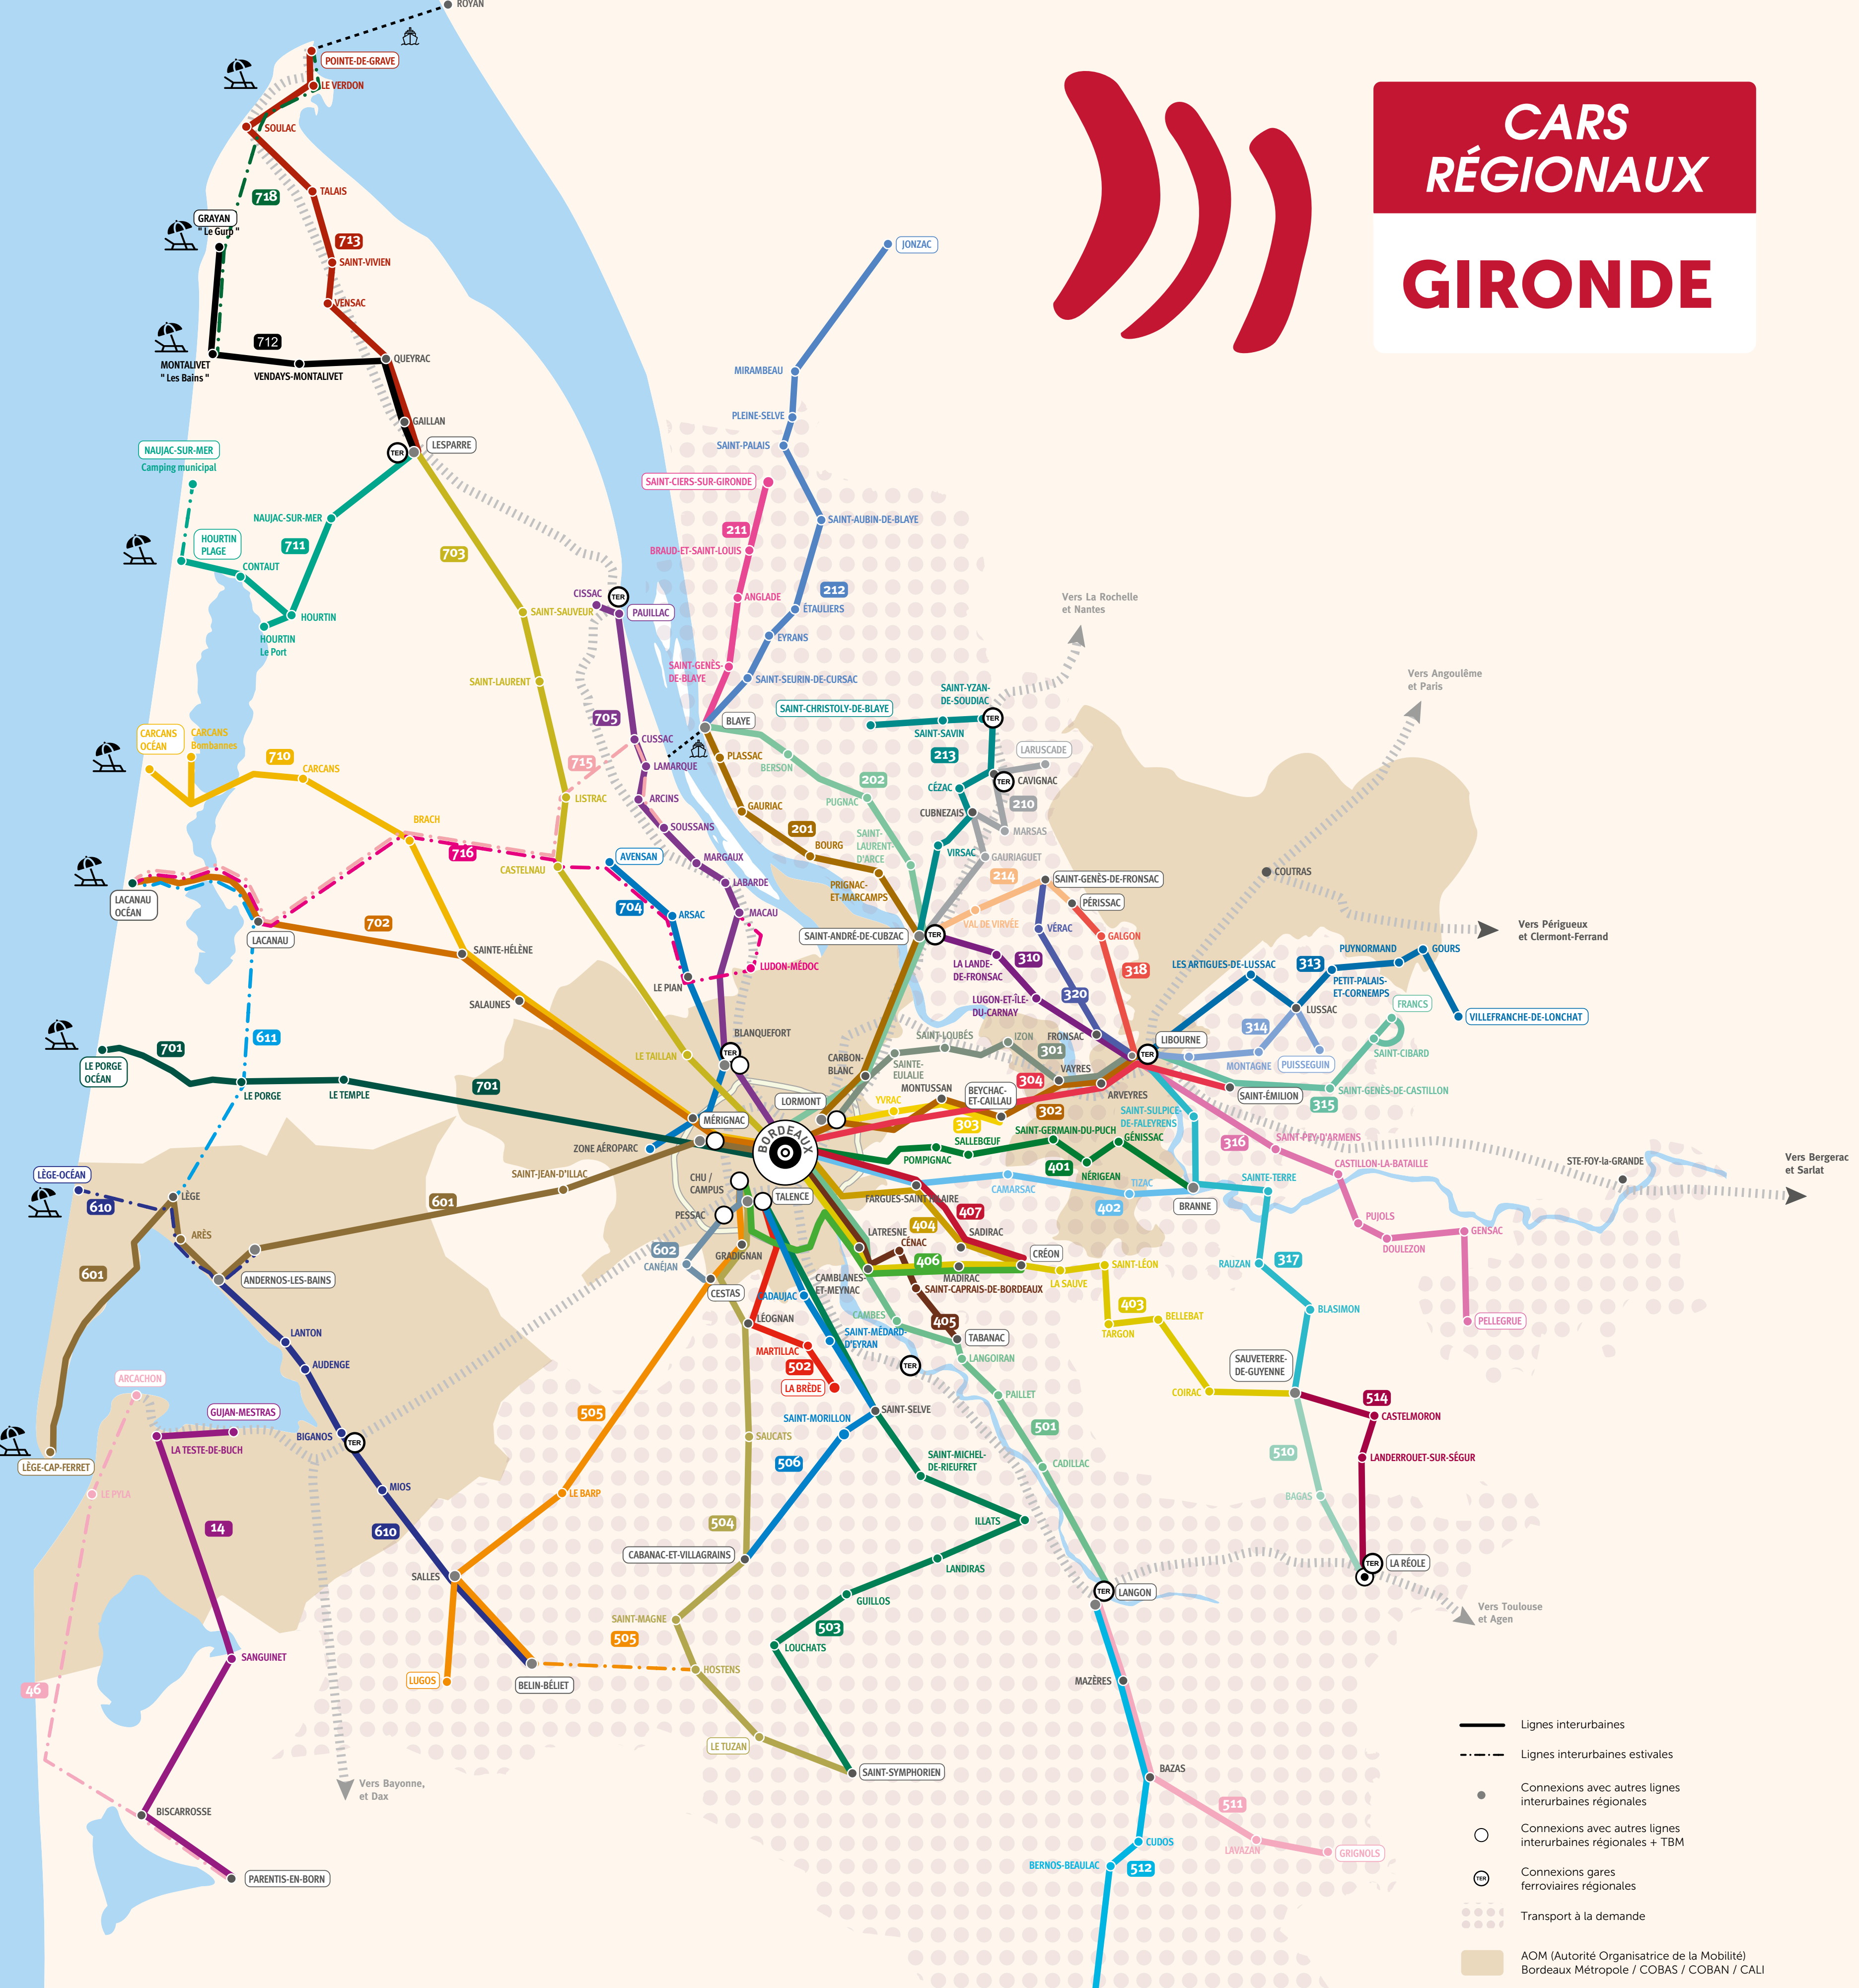 ROYAN
POINTE-DE-GRAVE
LE VERDON
SOULAC
718
TALAIS
GRAYAN
" Le Gurp "
713
SAINT-VIVIEN
VENSAC
712
MONTALIVET
" Les Bains "
VENDAYS-MONTALIVET
QUEYRAC
GAILLAN
LESPARRE
TER
CARS
RÉGIONAUX
GIRONDE
JONZAC
MIRAMBEAU
PLEINE-SELVE
SAINT-PALAIS
SAINT-CIERS-SUR-GIRONDE
SAINT-AUBIN-DE-BLAYE
211
BRAUD-ET-SAINT-LOUIS
212
ANGLADE
ÉTAULIERS
EYRANS
SAINT-GENÈS-
DE-BLAYE
SAINT-SEURIN-DE-CURSAC
BLAYE
NAUJAC-SUR-MER
Camping municipal
NAUJAC-SUR-MER
HOURTIN
PLAGE
711
CONTAUT
HOURTIN
HOURTIN
Le Port
703
SAINT-SAUVEUR
SAINT-LAURENT
CISSAC
TER
PAUILLAC
705
CUSSAC
715
LAMARQUE
LISTRAC
ARCINS
SOUSSANS
MARGAUX
LABARDE
MACAU
LUDON-MÉDOC
CARCANS
OCÉAN
CARCANS
Bombannes
710
CARCANS
BRACH
716
CASTELNAU
AVENSAN
704
ARSAC
LE PIAN
LACANAU
OCÉAN
LACANAU
702
SAINTE-HÉLÈNE
SALAUNES
LE TAILLAN
BLANQUEFORT
TER
PLASSAC
BERSON
GAURIAC
202
PUGNAC
201
BOURG
SAINT-
LAURENT-
D'ARCE
PRIGNAC-
ET-MARCAMPS
SAINT-CHRISTOLY-DE-BLAYE
SAINT-YZAN-
DE-SOUDIAC
TER
SAINT-SAVIN
213
LARUSCADE
TER
CAVIGNAC
CÉZAC
210
CUBNEZAIS
MARSAS
VIRSAC
GAURIAGUET
214
SAINT-GENÈS-DE-FRONSAC
VAL DE VIRVÉE
SAINT-ANDRÉ-DE-CUBZAC
TER
PÉRISSAC
VÉRAC
GALGON
310
LA LANDE-
DE-FRONSAC
318
320
LUGON-ET-ÎLE-
DU-CARNAY
FRONSAC
LIBOURNE
TER
Vers La Rochelle
et Nantes
Vers Angoulême
et Paris
COUTRAS
Vers Périgueux
et Clermont-Ferrand
LES ARTIGUES-DE-LUSSAC
313
PUYNORMAND
GOURS
PETIT-PALAIS-
ET-CORNEMPS
LUSSAC
VILLEFRANCHE-DE-LONCHAT
314
FRANCS
MONTAGNE
PUISSEGUIN
SAINT-CIBARD
SAINT-GENÈS-DE-CASTILLON
SAINT-ÉMILION
315
LE PORGE
OCÉAN
701
611
LE PORGE
LE TEMPLE
701
CARBON-
BLANC
SAINTE-
EULALIE
SAINT-LOUBÈS
IZON
301
VAYRES
304
ARVEYRES
MONTUSSAN
BEYCHAC-
ET-CAILLAU
302
YVRAC
303
LORMONT
MÉRIGNAC
ZONE AÉROPARC
BORDEAUX
POMPIGNAC
SALLEBŒUF
SAINT-GERMAIN-DU-PUCH
401
NÉRIGEAN
GÉNISSAC
SAINT-SULPICE-
DE-FALEYRENS
316
SAINT-PEY-D'ARMENS
CASTILLON-LA-BATAILLE
STE-FOY-la-GRANDE
Vers Bergerac
et Sarlat
LÈGE-OCÉAN
610
LÈGE
ARÈS
601
SAINT-JEAN-D'ILLAC
601
ANDERNOS-LES-BAINS
LANTON
AUDENGE
CHU /
CAMPUS
PESSAC
TALENCE
602
CANÉJAN
GRADIGNAN
CESTAS
FARGUES-SAINT-HILAIRE
CAMARSAC
TIZAC
402
BRANNE
SAINTE-TERRE
407
404
LATRESNE
CÉNAC
SADIRAC
CRÉON
406
MADIRAC
CAMBLANES-
ET-MEYNAC
SAINT-CAPRAIS-DE-BORDEAUX
LA SAUVE
SAINT-LÉON
403
TARGON
BELLEBAT
COIRAC
RAUZAN
317
BLASIMON
PUJOLS
DOULEZON
GENSAC
PELLEGRUE
SAUVETERRE-
DE-GUYENNE
514
CASTELMORON
LANDERROUET-SUR-SÉGUR
510
BAGAS
TER
LA RÉOLE
Vers Toulouse
et Agen
LÉOGNAN
CADAUJAC
SAINT-MÉDARD-
D'EYRAN
MARTILLAC
502
LA BRÈDE
CAMBES
405
TABANAC
LANGOIRAN
TER
PAILLET
501
CADILLAC
SAINT-SELVE
SAINT-MORILLON
506
SAINT-MICHEL-
DE-RIEUFRET
ILLATS
LANDIRAS
GUILLOS
503
LOUCHATS
SAINT-SYMPHORIEN
SAUCATS
504
CABANAC-ET-VILLAGRAINS
SAINT-MAGNE
HOSTENS
LE TUZAN
505
LE BARP
505
SALLES
LUGOS
BELIN-BÉLIET
610
MIOS
BIGANOS
TER
ARCACHON
GUJAN-MESTRAS
LA TESTE-DE-BUCH
LÈGE-CAP-FERRET
LE PYLA
14
SANGUINET
46
BISCARROSSE
PARENTIS-EN-BORN
Vers Bayonne,
et Dax
TER
LANGON
MAZÈRES
BAZAS
511
LAVAZAN
GRIGNOLS
CUDOS
BERNOS-BEAULAC
512
Lignes interurbaines
Lignes interurbaines estivales
Connexions avec autres lignes
interurbaines régionales
Connexions avec autres lignes
interurbaines régionales + TBM
TER
Connexions gares
ferroviaires régionales
Transport à la demande
AOM (Autorité Organisatrice de la Mobilité)
Bordeaux Métropole / COBAS / COBAN / CALI